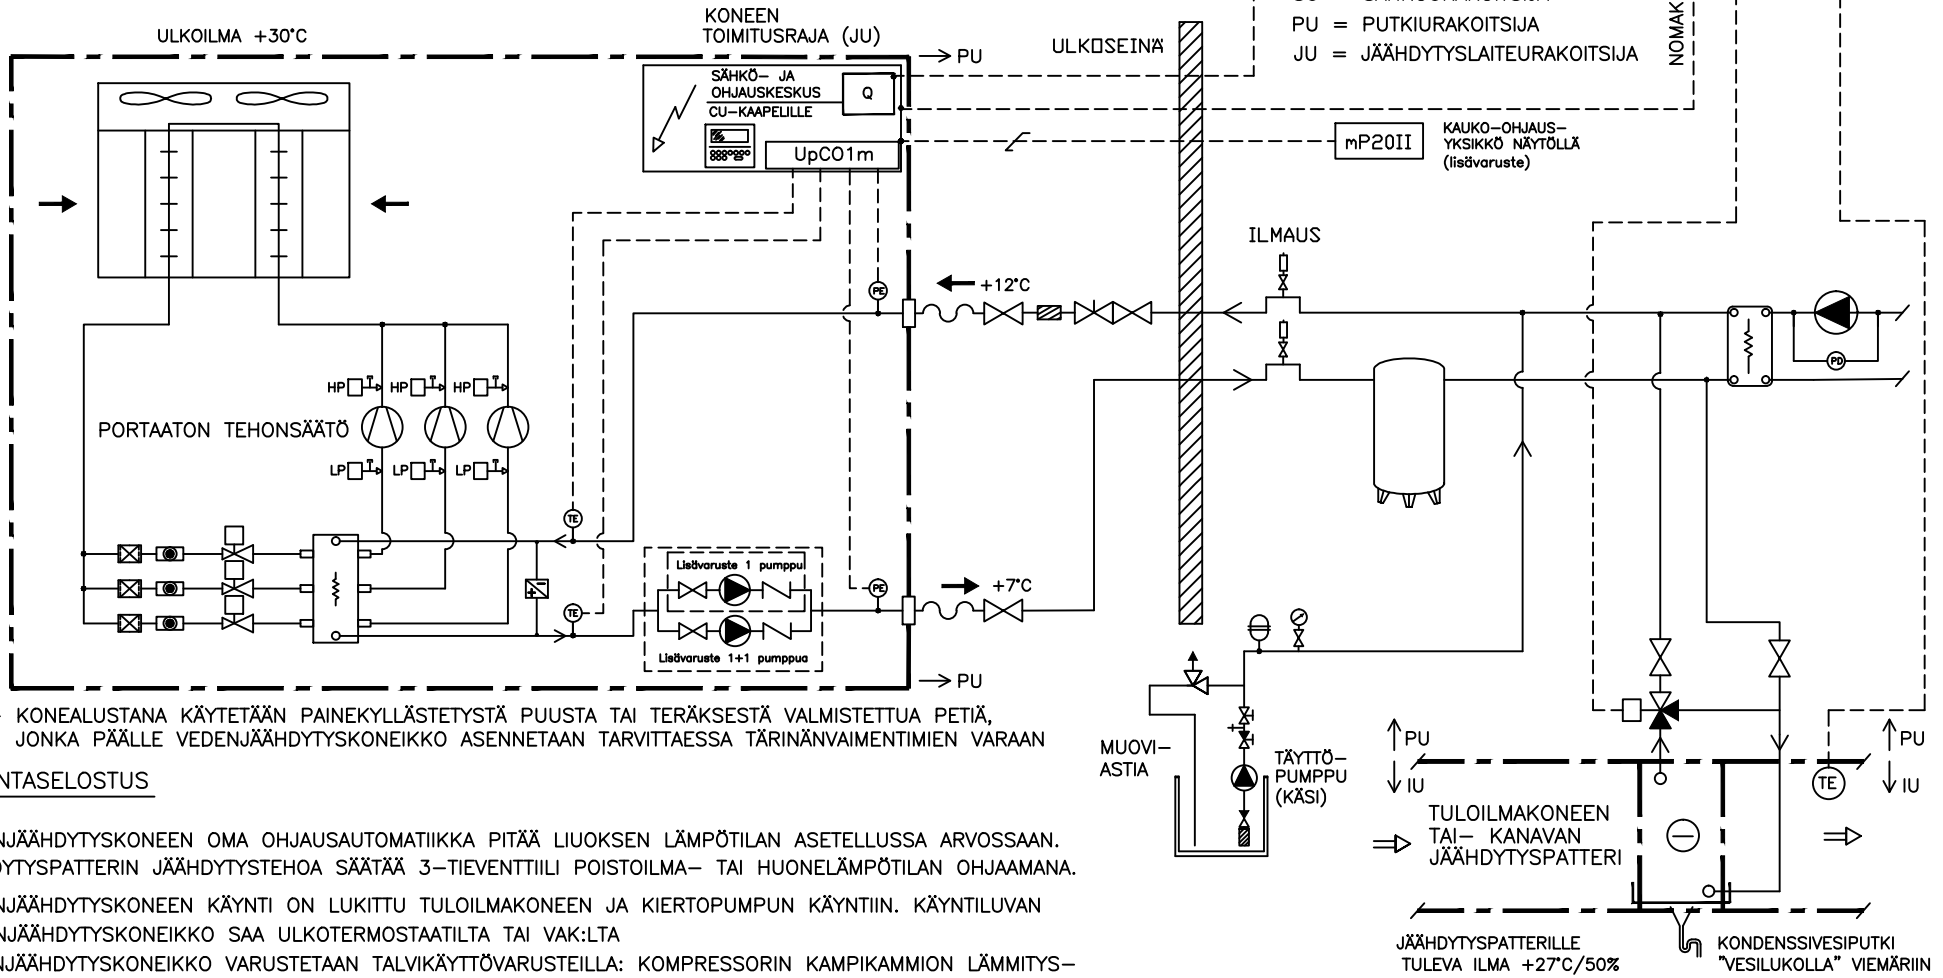 ULKOILMA +30°C
KONEEN
TOIMITUSRAJA (JU)
PU
ULKOSEINÄ
PU = PUTKIURAKOITSIJA
JU = JÄÄHDYTYSLAITEURAKOITSIJA
NOMAK
SÄHKÖ- JA
OHJAUSKESKUS
CU-KAAPELILLE
Q
UpCO1m
mP20II
KAUKO-OHJAUS-
YKSIKKÖ NÄYTÖLLÄ
(lisävaruste)
ILMAUS
PE
+12°C
PD
HP
HP
HP
PORTAATON TEHONSÄÄTÖ
LP
LP
LP
TE
Lisävaruste 1 pumppu
TE
PE
+7°C
Lisävaruste 1+1 pumppua
PU
KONEALUSTANA KÄYTETÄÄN PAINEKYLLÄSTETYSTÄ PUUSTA TAI TERÄKSESTÄ VALMISTETTUA PETIÄ,
JONKA PÄÄLLE VEDENJÄÄHDYTYSKONEIKKO ASENNETAAN TARVITTAESSA TÄRINÄNVAIMENTIMIEN VARAAN
NTASELOSTUS
NJÄÄHDYTYSKONEEN OMA OHJAUSAUTOMATIIKKA PITÄÄ LIUOKSEN LÄMPÖTILAN ASETELLUSSA ARVOSSAAN.
DYTYSPATTERIN JÄÄHDYTYSTEHOA SÄÄTÄÄ 3-TIEVENTTIILI POISTOILMA- TAI HUONELÄMPÖTILAN OHJAAMANA.
NJÄÄHDYTYSKONEEN KÄYNTI ON LUKITTU TULOILMAKONEEN JA KIERTOPUMPUN KÄYNTIIN. KÄYNTILUVAN
NJÄÄHDYTYSKONEIKKO SAA ULKOTERMOSTAATILTA TAI VAK:LTA
NJÄÄHDYTYSKONEIKKO VARUSTETAAN TALVIKÄYTTÖVARUSTEILLA: KOMPRESSORIN KAMPIKAMMION LÄMMITYS-
MUOVI-
ASTIA
TÄYTTÖ-
PUMPPU
(KÄSI)
PU
IU
PU
IU
TE
TULOILMAKONEEN
TAI- KANAVAN
JÄÄHDYTYSPATTERI
JÄÄHDYTYSPATTERILLE
TULEVA ILMA +27°C/50%
KONDENSSIVESIPUTKI
"VESILUKOLLA" VIEMÄRIIN